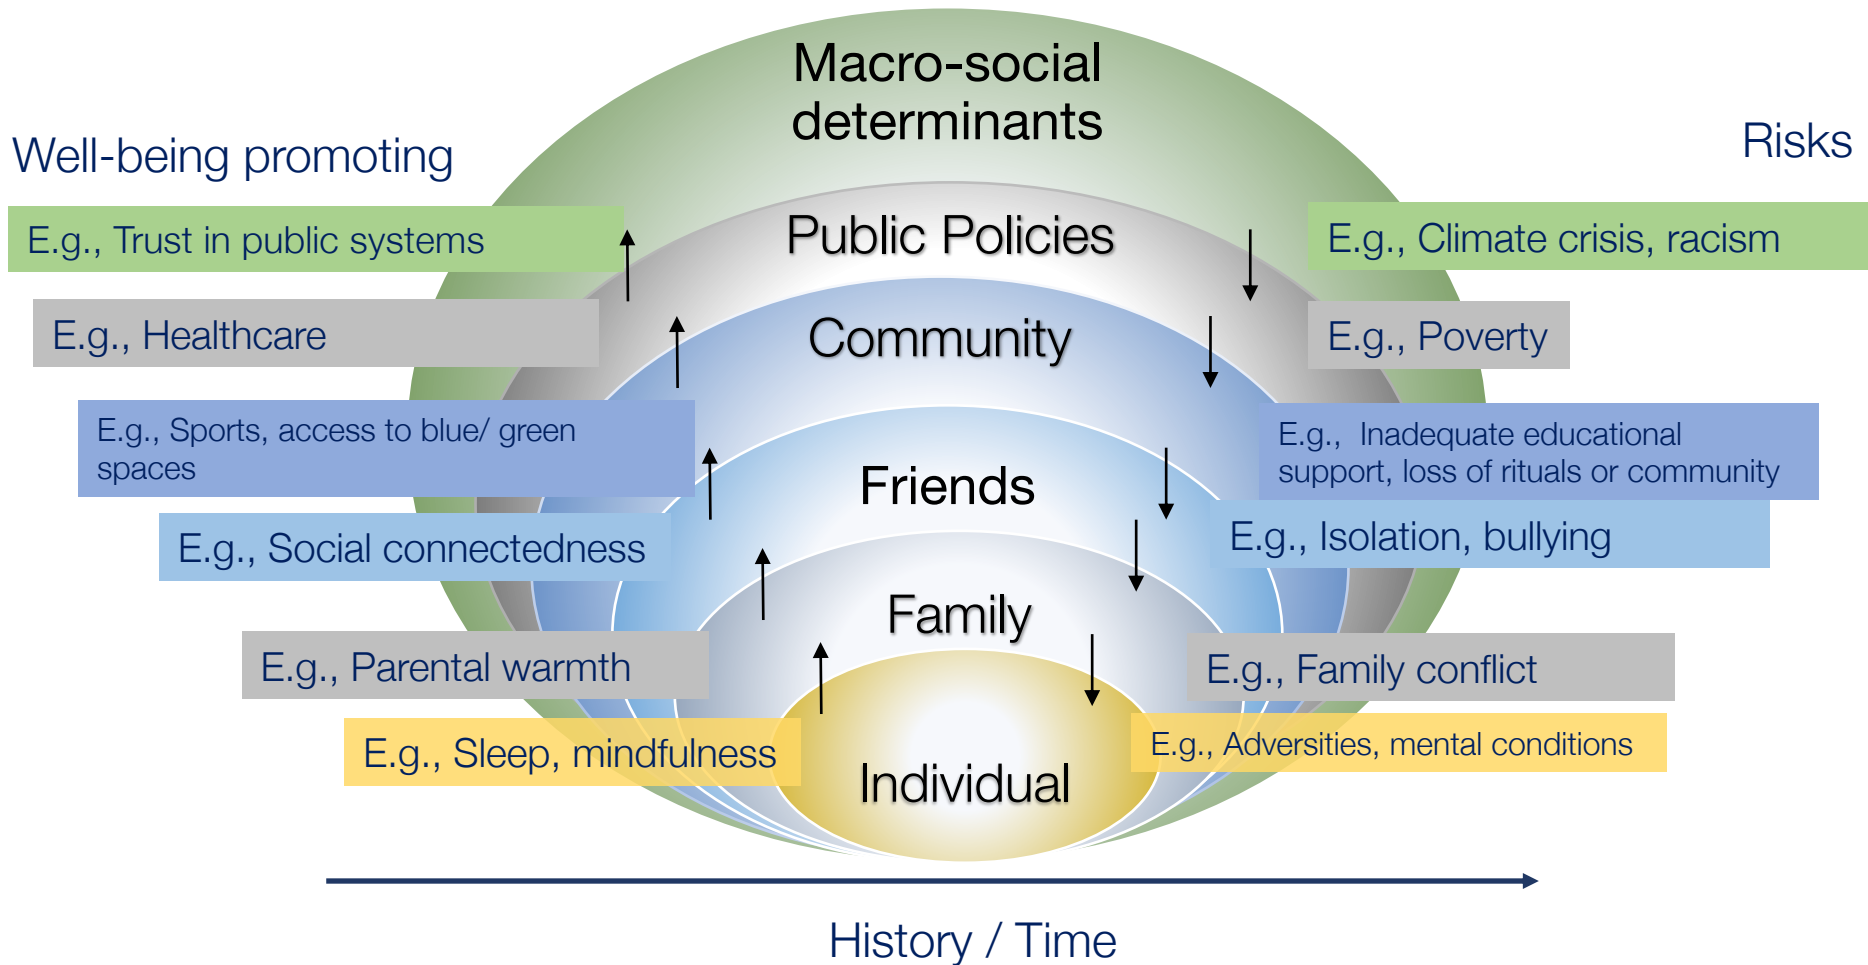 Macro-social
determinants
Well-being promoting
Risks
E.g., Trust in public systems
Public Policies
E.g., Climate crisis, racism
E.g., Healthcare
Community
E.g., Poverty
E.g., Sports, access to blue/ green
spaces
E.g.,  Inadequate educational
support, loss of rituals or community
Friends
E.g., Social connectedness
E.g., Isolation, bullying
Family
E.g., Parental warmth
E.g., Family conflict
E.g., Sleep, mindfulness
E.g., Adversities, mental conditions
Individual
History / Time